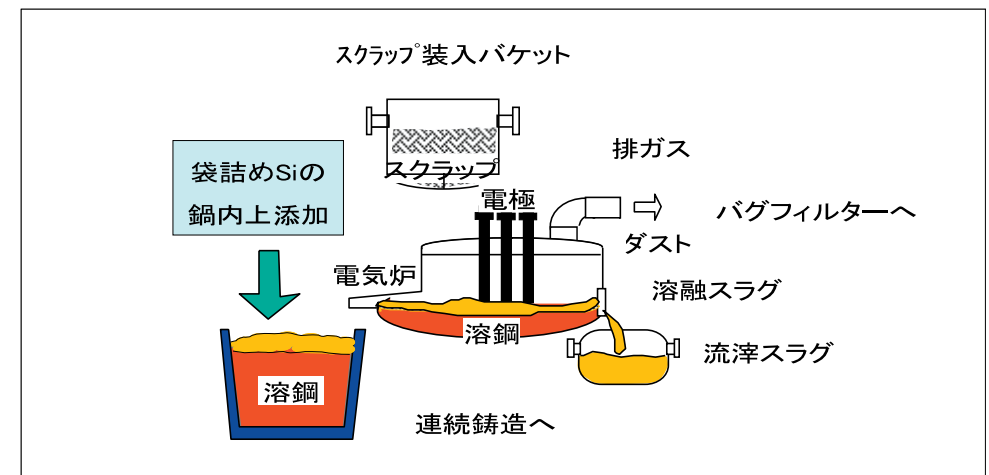 スクラップ装入バケット
スクラップ
排ガス
袋詰めSiの
鍋内上添加
電極
バグフィルターへ
ダスト
電気炉
溶融スラグ
溶鋼
流滓スラグ
溶鋼
連続鋳造へ